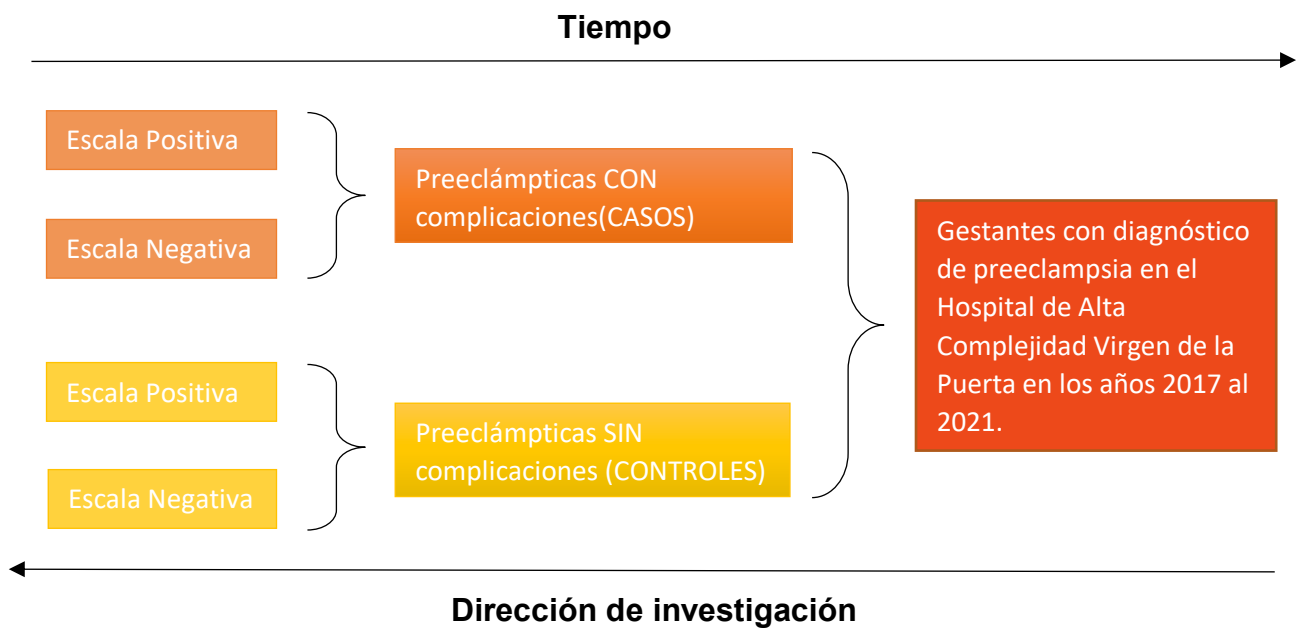 Tiempo
Escala Positiva
Escala Negativa
Preeclámpticas CON
complicaciones(CASOS)
Escala Positiva
Escala Negativa
Preeclámpticas SIN
complicaciones (CONTROLES)
Gestantes con diagnóstico
de preeclampsia en el
Hospital de Alta
Complejidad Virgen de la
Puerta en los años 2017 al
2021.
Dirección de investigación